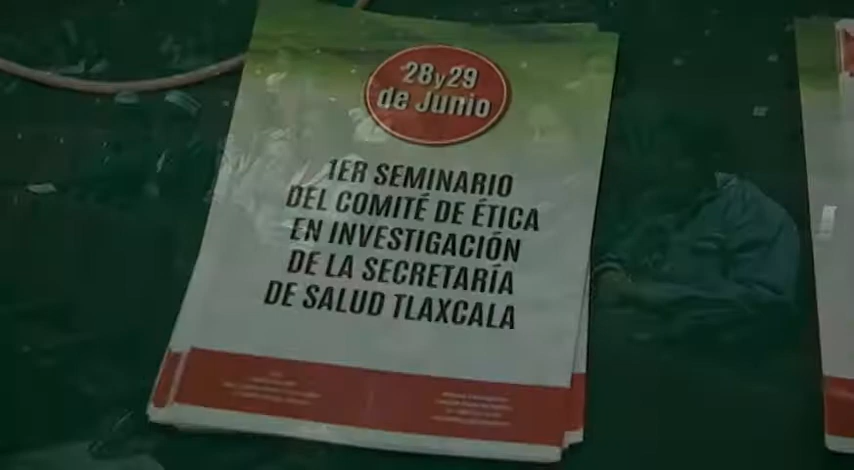 28y29
de Junio
1ER SEMINARIO
DEL COMITÉ DE ÉTICA
EN INVESTIGACIÓN
DE LA SECRETARÍA
DE SALUD TLAXCALA